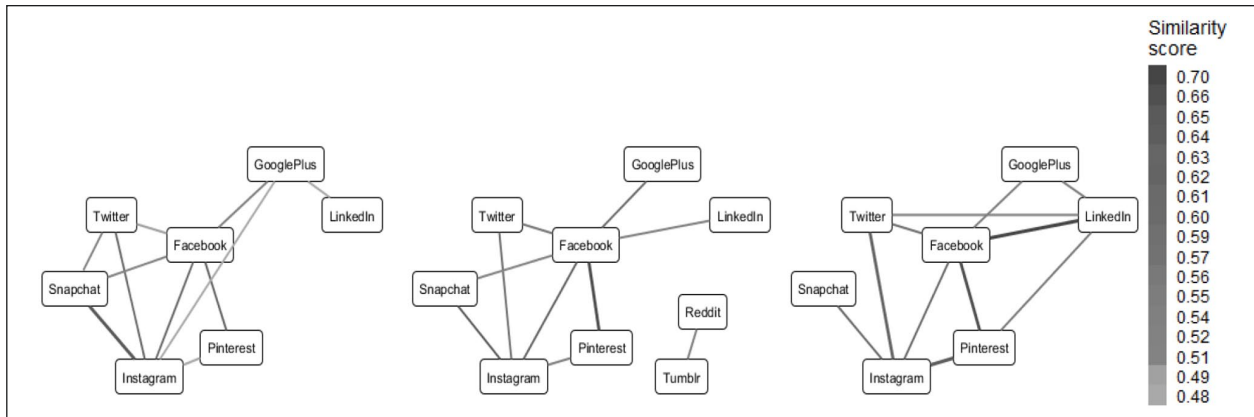 Similarity
score
0.70
0.66
0.64
0.63
0.62
0.61
0.60
0.59
0.57
0.56
0.55
0.54
0.52
0.51
0.49
0.48
GooglePlus
LinkedIn
Twitter
Facebook
Snapchat
Pinterest
Instagram
GooglePlus
LinkedIn
Twitter
Facebook
Snapchat
Reddit
Pinterest
Instagram
Tumblr
GooglePlus
LinkedIn
Twitter
Facebook
Snapchat
Pinterest
Instagram